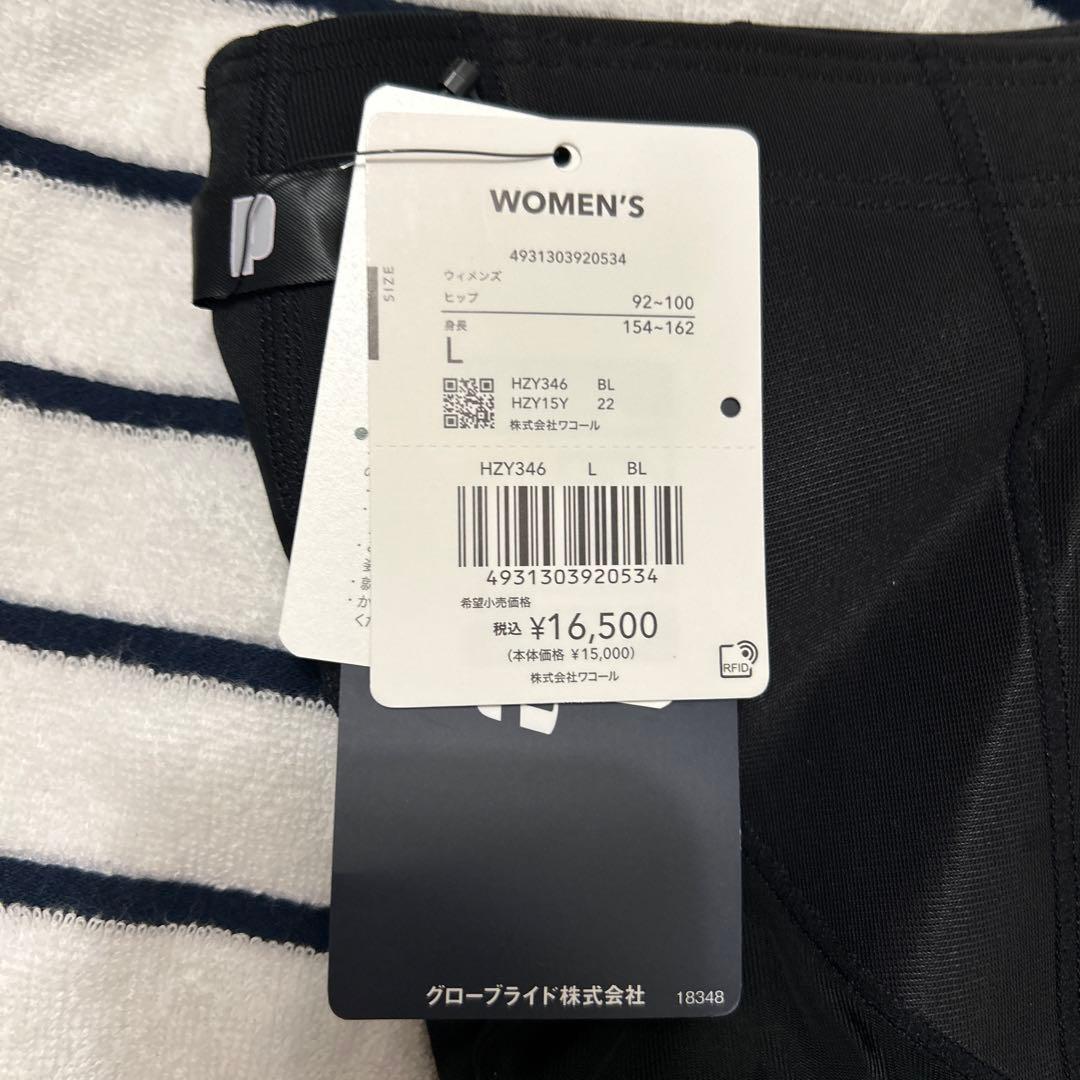 WOMEN'S
4931303920534
SIZE
ウィメンズ
ヒップ 92~100
身長 154~162
L
HZY346 BL
HZY15Y 22
株式会社ワコール
HZY346 L BL
4931303920534
希望小売価格
税込 ¥16,500
(本体価格 ¥15,000)
株式会社ワコール
RFID
グローブライド株式会社 18348